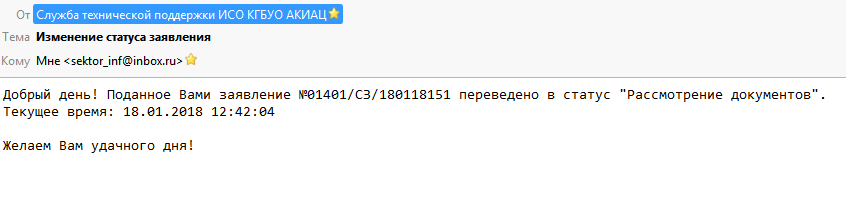 От Служба технической поддержки ИСО КГБУО АКИАЦ
Тема Изменение статуса заявления
Кому Мне <sektor_inf@inbox.ru>
Добрый день! Поданное Вами заявление №01401/СЗ/180118151 переведено в статус "Рассмотрение документов".
Текущее время: 18.01.2018 12:42:04
Желаем Вам удачного дня!